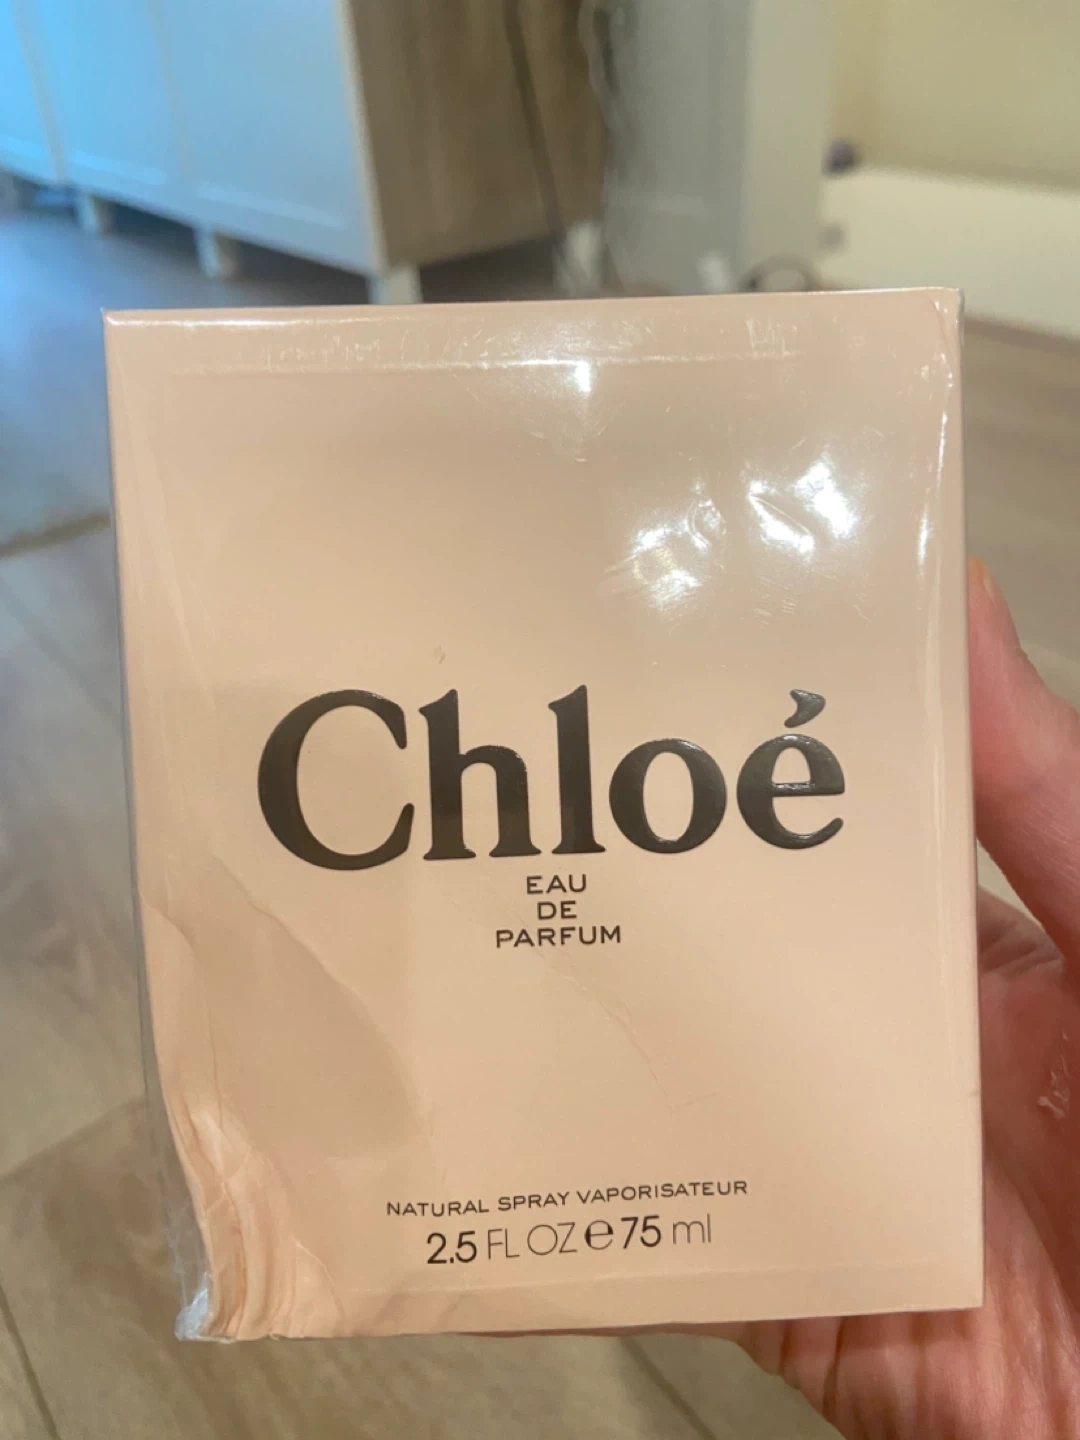 Chloé
EAU
DE
PARFUM
NATURAL SPRAY VAPORISATEUR
2.5 FL OZ ℮ 75 ml